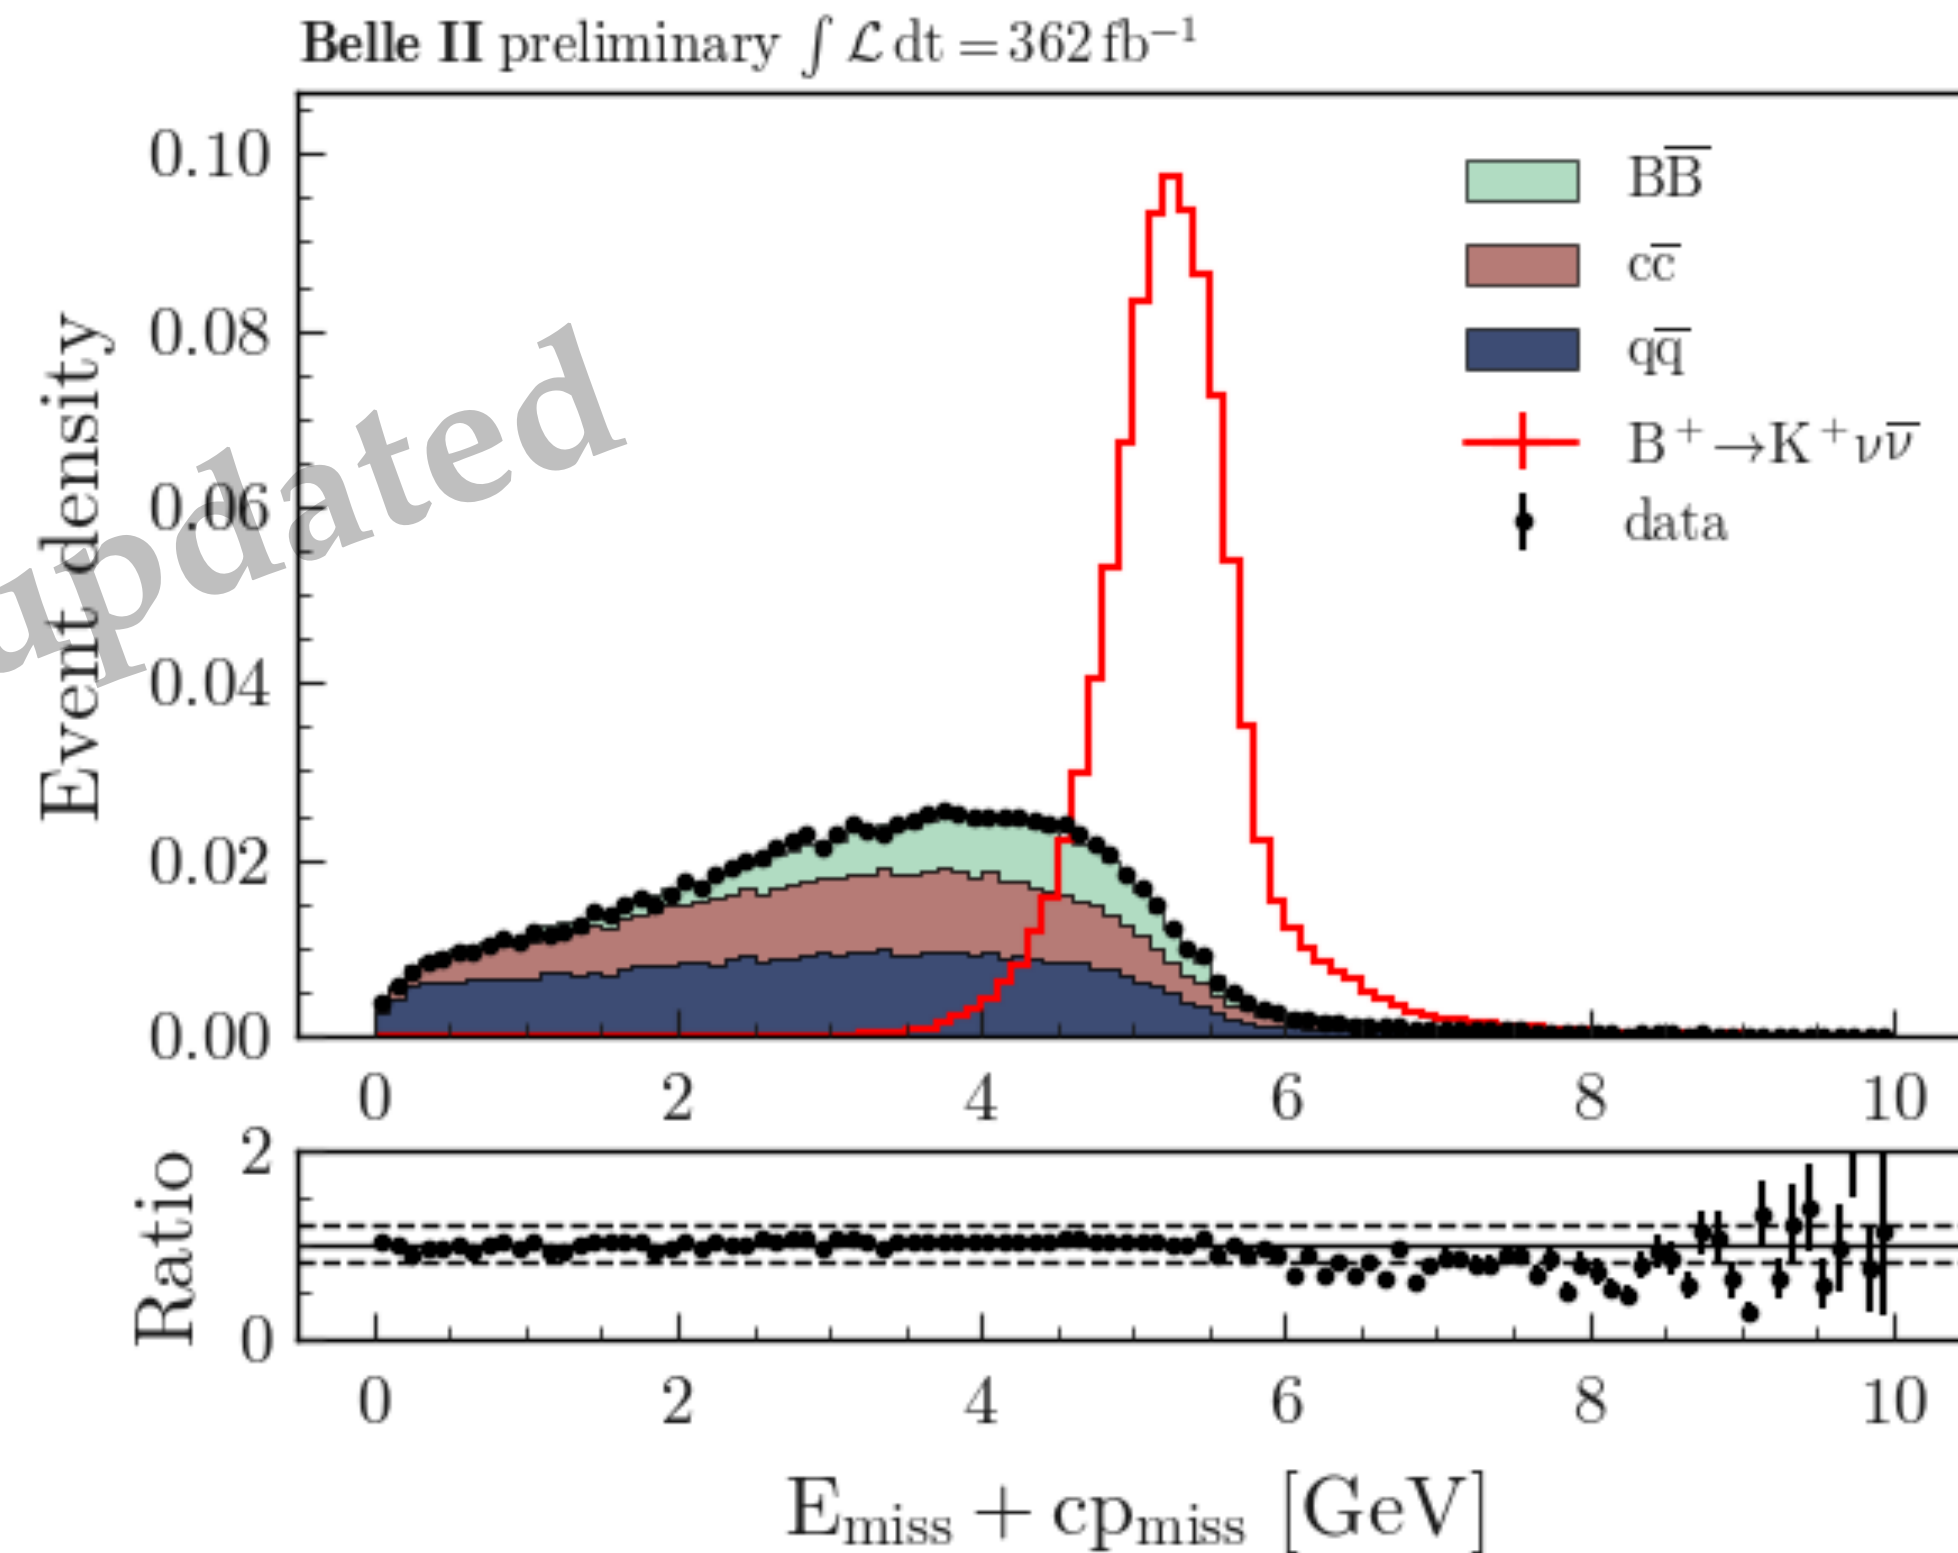 Belle II preliminary ∫ ℒ dt = 362 fb⁻¹
Event density
0.10
0.08
0.06
0.04
0.02
0.00
updated
BB̅
cc̅
qq̅
B⁺→K⁺νν̅
data
0 2 4 6 8 10
Ratio
2
0
0 2 4 6 8 10
E_miss + cp_miss [GeV]